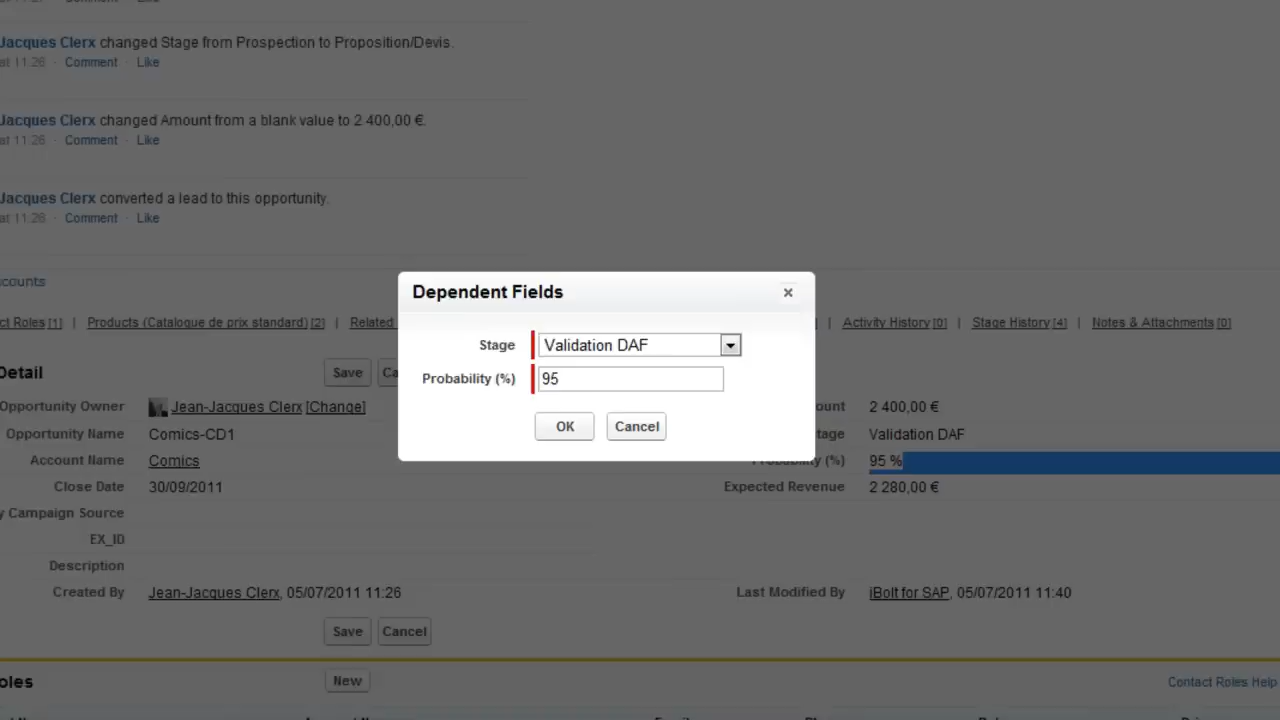 Jacques Clerx changed Stage from Prospection to Proposition/Devis.
at 11:26 · Comment · Like
Jacques Clerx changed Amount from a blank value to 2 400,00 €.
at 11:26 · Comment · Like
Jacques Clerx converted a lead to this opportunity.
at 11:26 · Comment · Like
ccounts
ct Roles [1] | Products (Catalogue de prix standard) [2] | Related | Activity History [0] | Stage History [4] | Notes & Attachments [0]
Dependent Fields
Stage Validation DAF
Probability (%) 95
OK Cancel
Detail Save Ca
Opportunity Owner Jean-Jacques Clerx [Change] ount 2 400,00 €
Opportunity Name Comics-CD1 tage Validation DAF
Account Name Comics Probability (%) 95 %
Close Date 30/09/2011 Expected Revenue 2 280,00 €
y Campaign Source
EX_ID
Description
Created By Jean-Jacques Clerx, 05/07/2011 11:26 Last Modified By iBolt for SAP, 05/07/2011 11:40
Save Cancel
oles New Contact Roles Help